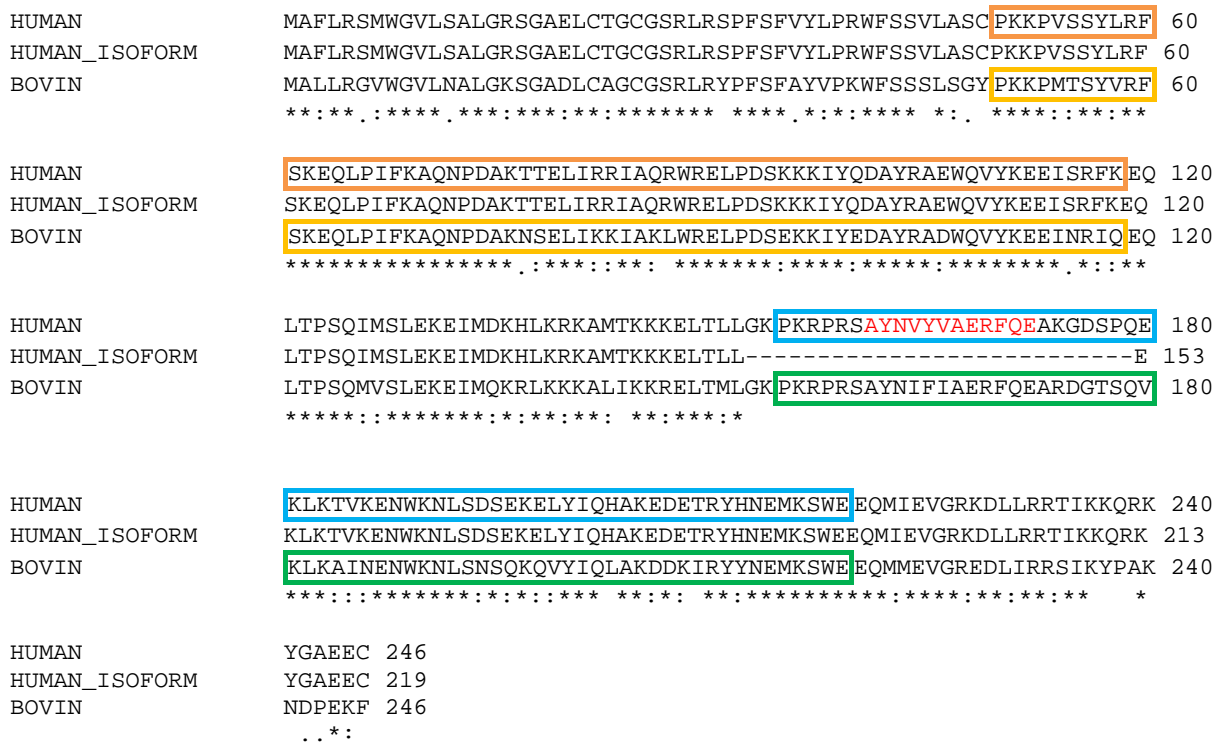 HUMAN MAFLRSMWGVLSALGRSGAELCTGCGSRLRSPFSFVYLPRWFSSVLASCPKKPVSSYLRF 60
HUMAN_ISOFORM MAFLRSMWGVLSALGRSGAELCTGCGSRLRSPFSFVYLPRWFSSVLASCPKKPVSSYLRF 60
BOVIN MALLRGVWGVLNALGKSGADLCAGCGSRLRYPFSFAYVPKWFSSSLSGYPKKPMTSYVRF 60
**:**.:****.***:***:**:******* ****.*:*:**** *:. ****::**:**
HUMAN SKEQLPIFKAQNPDAKTTELIRRIAQRWRELPDSKKKIYQDAYRAEWQVYKEEISRFKEQ 120
HUMAN_ISOFORM SKEQLPIFKAQNPDAKTTELIRRIAQRWRELPDSKKKIYQDAYRAEWQVYKEEISRFKEQ 120
BOVIN SKEQLPIFKAQNPDAKNSELIKKIAKLWRELPDSEKKIYEDAYRADWQVYKEEINRIQEQ 120
****************.:***::**: *******:****:*****:********.*::**
HUMAN LTPSQIMSLEKEIMDKHLKRKAMTKKKELTLLGKPKRPRSAYNVYVAERFQEAKGDSPQE 180
HUMAN_ISOFORM LTPSQIMSLEKEIMDKHLKRKAMTKKKELTLL---------------------------E 153
BOVIN LTPSQMVSLEKEIMQKRLKKKALIKKRELTMLGKPKRPRSAYNIFIAERFQEARDGTSQV 180
*****::*******:*:**:**: **:***:*
HUMAN KLKTVKENWKNLSDSEKELYIQHAKEDETRYHNEMKSWEEQMIEVGRKDLLRRTIKKQRK 240
HUMAN_ISOFORM KLKTVKENWKNLSDSEKELYIQHAKEDETRYHNEMKSWEEQMIEVGRKDLLRRTIKKQRK 213
BOVIN KLKAINENWKNLSNSQKQVYIQLAKDDKIRYYNEMKSWEEQMMEVGREDLIRRSIKYPAK 240
***:::*******:*:*::*** **:*: **:**********:****:**:**:** *
HUMAN YGAEEC 246
HUMAN_ISOFORM YGAEEC 219
BOVIN NDPEKF 246
..*: